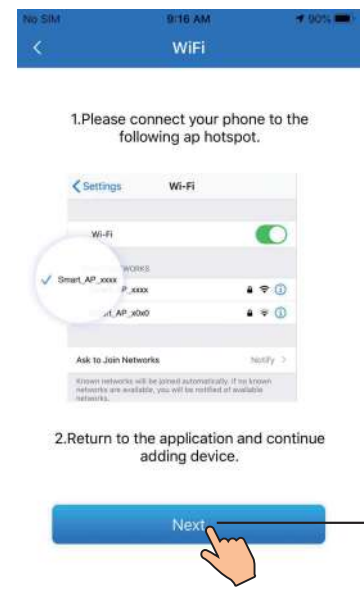 No SIM 9:16 AM 90%
WiFi
1.Please connect your phone to the
following ap hotspot.
Settings Wi-Fi
Wi-Fi
Smart_AP_xxxx
P_xxxx
AP_x0x0
Ask to Join Networks Notify
Known networks will be joined automatically. If no known
networks are available, you will be notified of available
networks.
2.Return to the application and continue
adding device.
Next